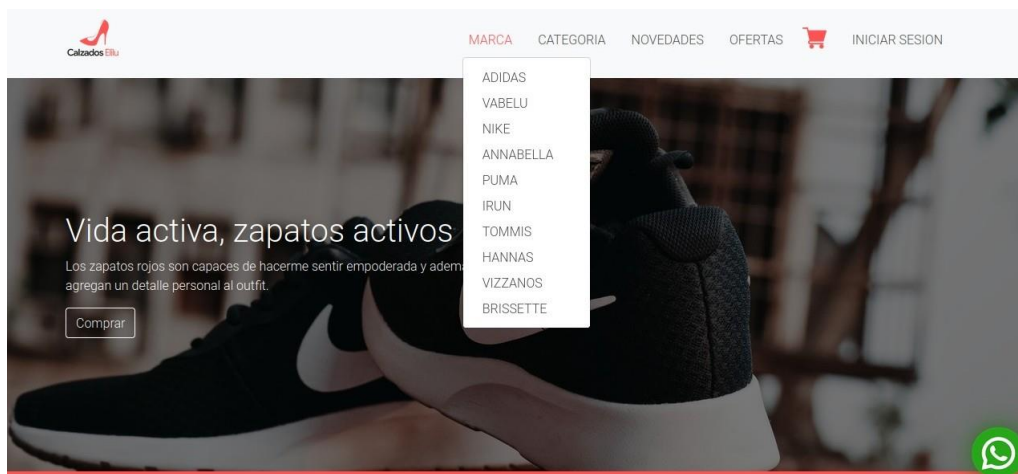 Calzados Elilu
MARCA CATEGORIA NOVEDADES OFERTAS INICIAR SESION
ADIDAS
VABELU
NIKE
ANNABELLA
PUMA
IRUN
TOMMIS
HANNAS
VIZZANOS
BRISSETTE
Vida activa, zapatos activos
Los zapatos rojos son capaces de hacerme sentir empoderada y adem
agregan un detalle personal al outfit.
Comprar